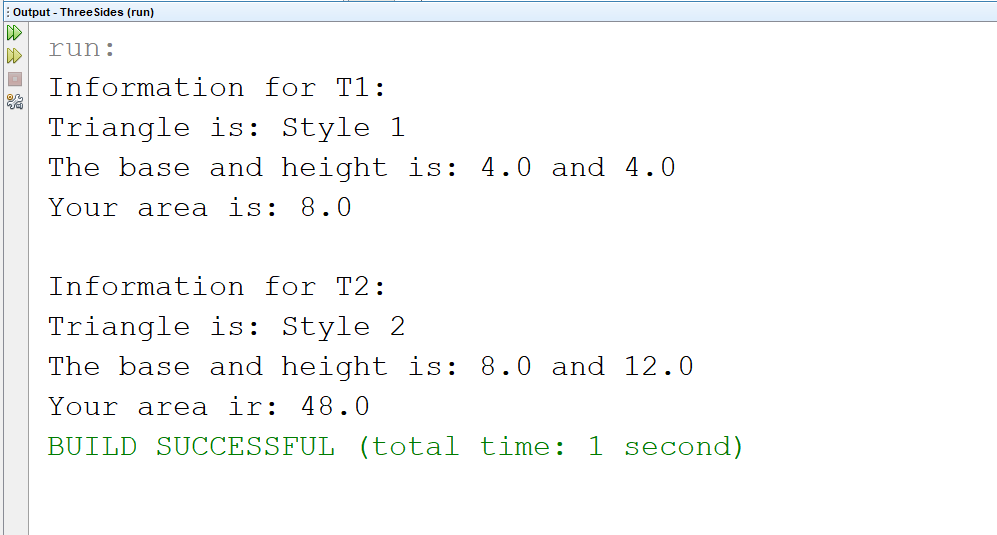 Output - ThreeSides (run)
run:
Information for T1:
Triangle is: Style 1
The base and height is: 4.0 and 4.0
Your area is: 8.0
Information for T2:
Triangle is: Style 2
The base and height is: 8.0 and 12.0
Your area ir: 48.0
BUILD SUCCESSFUL (total time: 1 second)